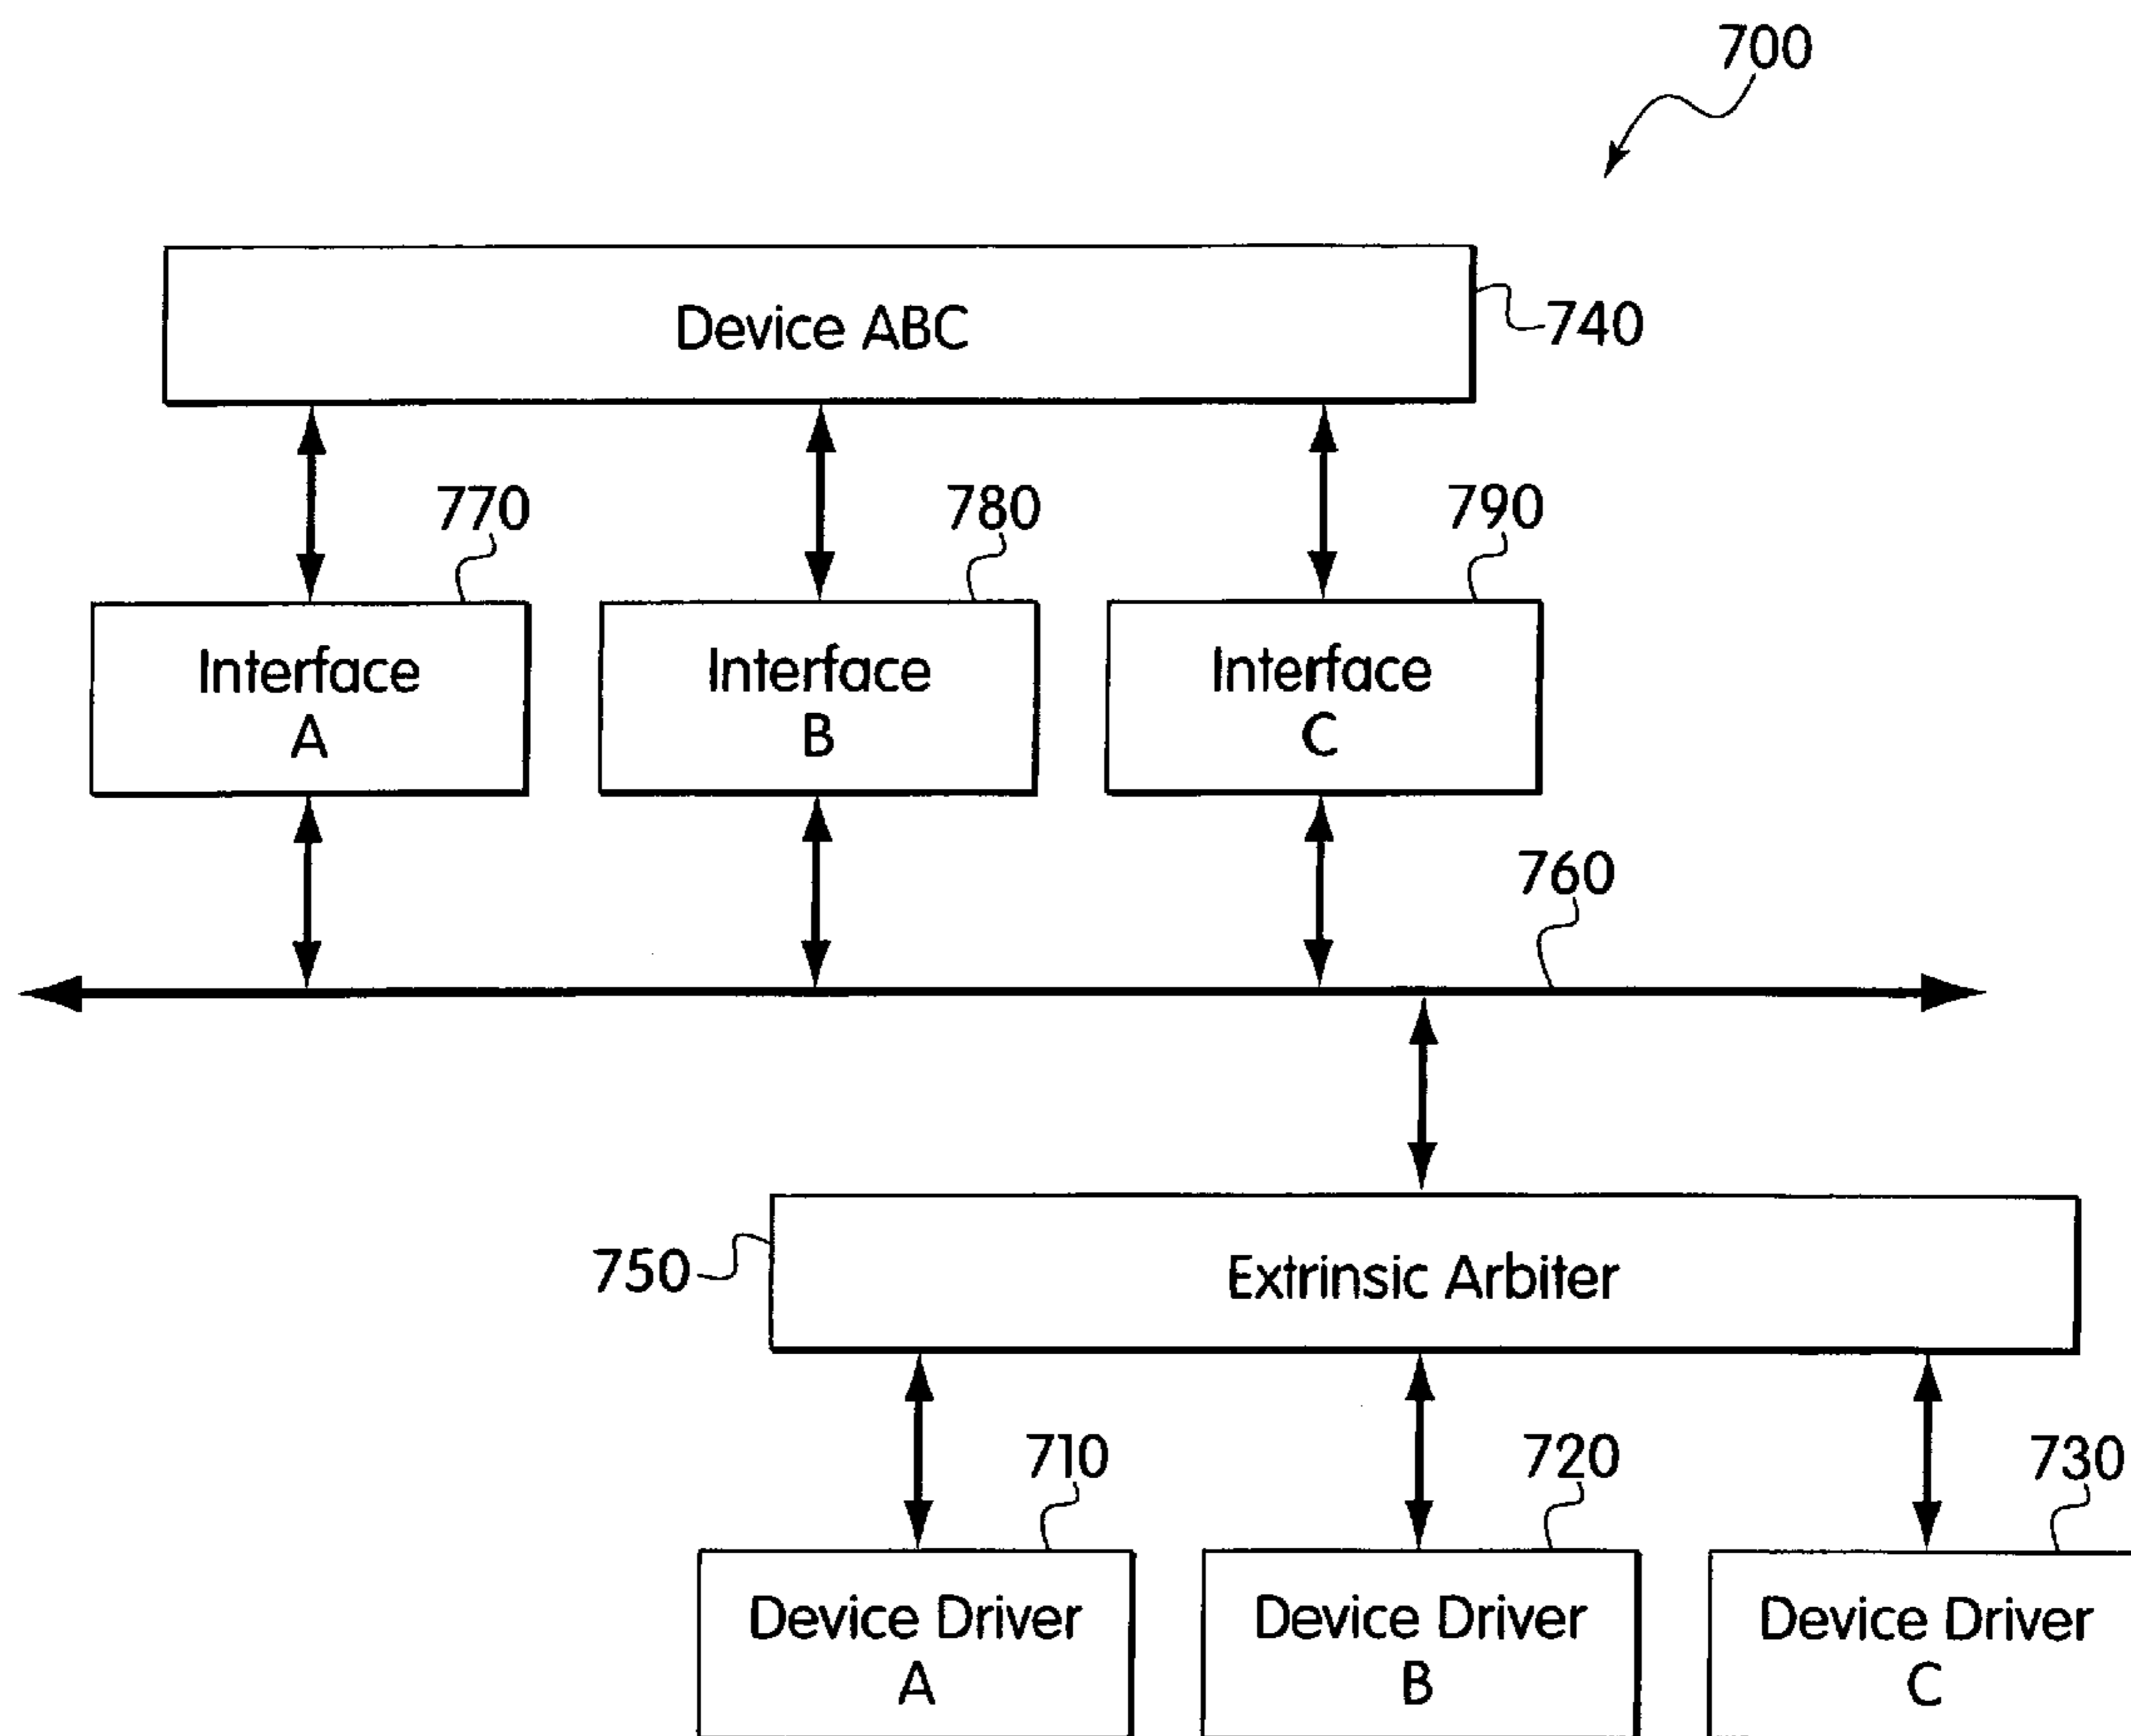 700
Device ABC
740
770
780
790
Interface
A
Interface
B
Interface
C
760
750
Extrinsic Arbiter
710
720
730
Device Driver
A
Device Driver
B
Device Driver
C